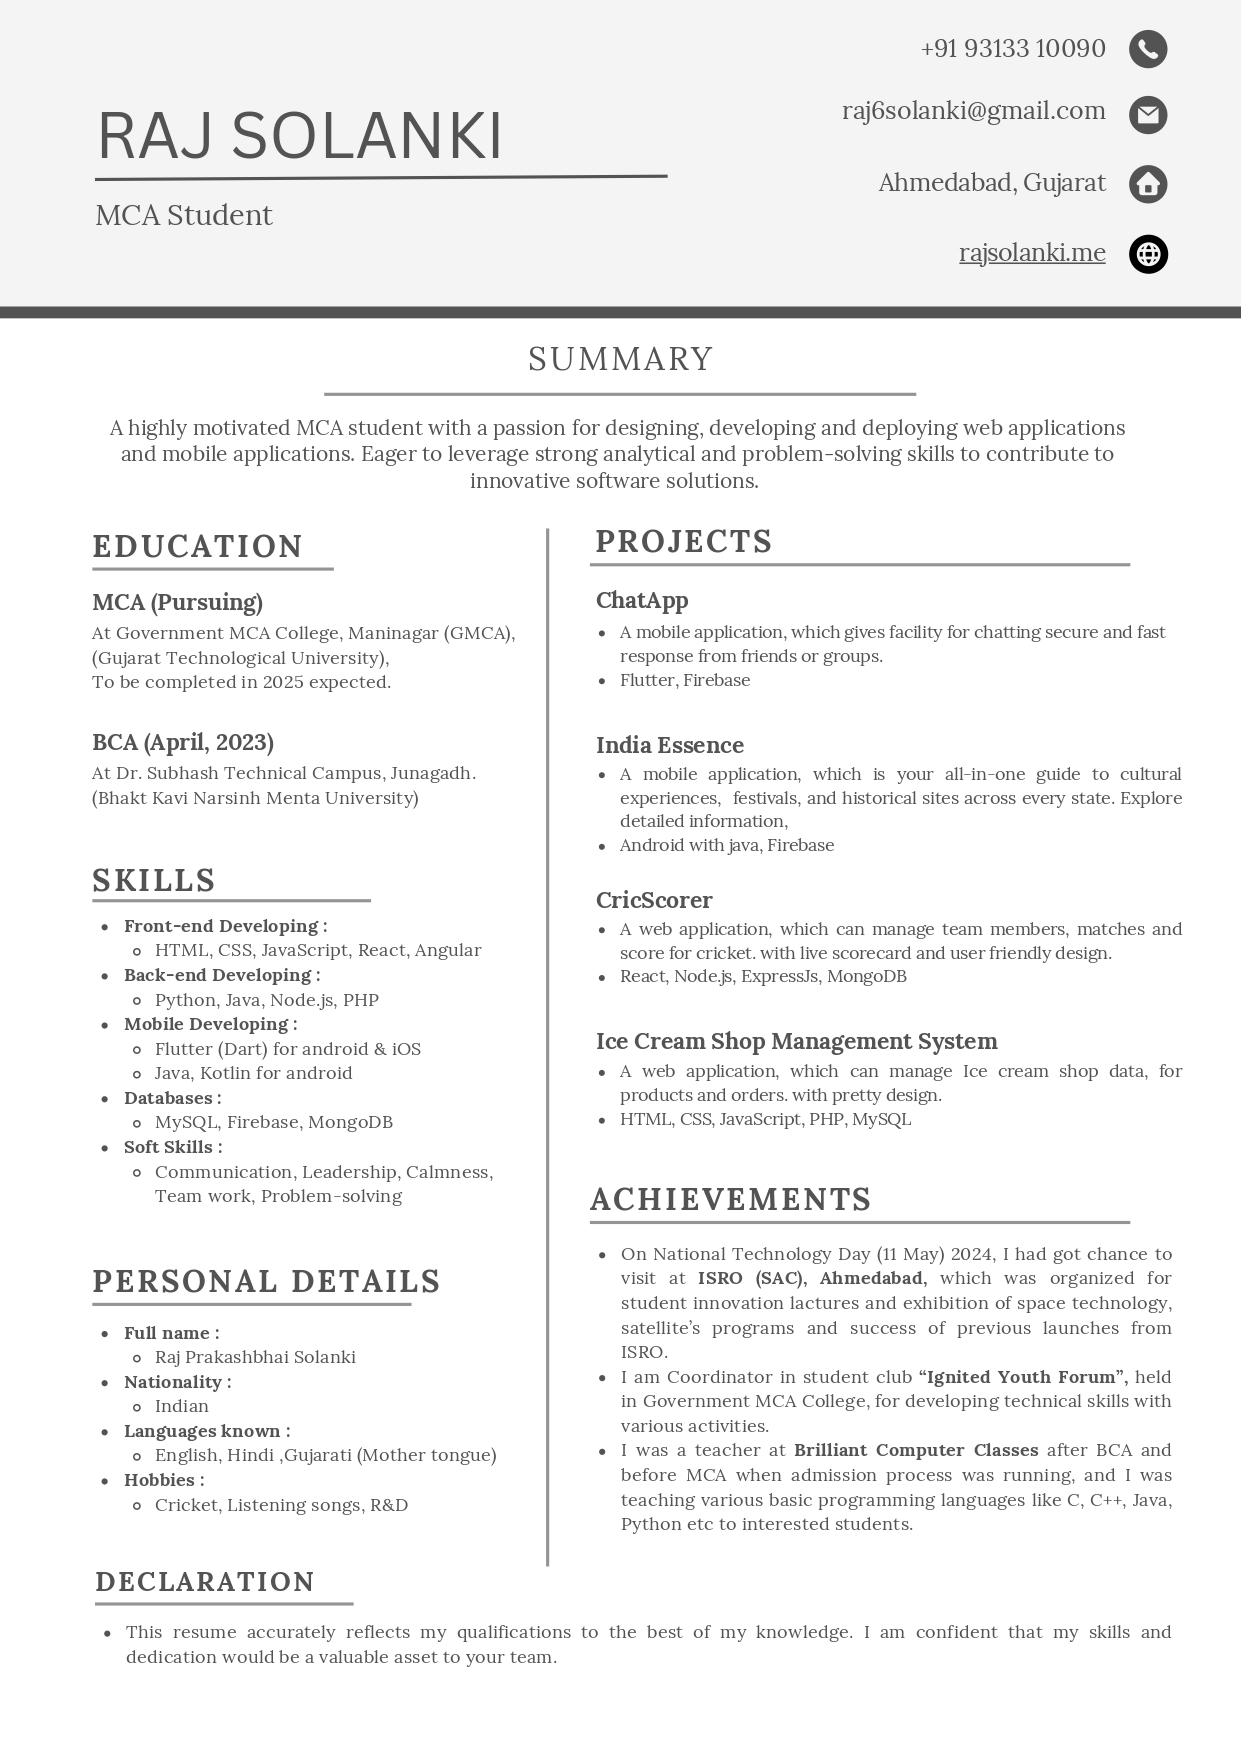 RAJ SOLANKI
MCA Student
+91 93133 10090
raj6solanki@gmail.com
Ahmedabad, Gujarat
rajsolanki.me
SUMMARY
A highly motivated MCA student with a passion for designing, developing and deploying web applications
and mobile applications. Eager to leverage strong analytical and problem-solving skills to contribute to
innovative software solutions.
EDUCATION
MCA (Pursuing)
At Government MCA College, Maninagar (GMCA),
(Gujarat Technological University),
To be completed in 2025 expected.
BCA (April, 2023)
At Dr. Subhash Technical Campus, Junagadh.
(Bhakt Kavi Narsinh Menta University)
SKILLS
• Front-end Developing :
HTML, CSS, JavaScript, React, Angular
• Back-end Developing :
Python, Java, Node.js, PHP
• Mobile Developing :
Flutter (Dart) for android & iOS
Java, Kotlin for android
• Databases :
MySQL, Firebase, MongoDB
• Soft Skills :
Communication, Leadership, Calmness,
Team work, Problem-solving
PERSONAL DETAILS
• Full name :
Raj Prakashbhai Solanki
• Nationality :
Indian
• Languages known :
English, Hindi ,Gujarati (Mother tongue)
• Hobbies :
Cricket, Listening songs, R&D
PROJECTS
ChatApp
• A mobile application, which gives facility for chatting secure and fast
response from friends or groups.
• Flutter, Firebase
India Essence
• A mobile application, which is your all-in-one guide to cultural
experiences, festivals, and historical sites across every state. Explore
detailed information,
• Android with java, Firebase
CricScorer
• A web application, which can manage team members, matches and
score for cricket. with live scorecard and user friendly design.
• React, Node.js, ExpressJs, MongoDB
Ice Cream Shop Management System
• A web application, which can manage Ice cream shop data, for
products and orders. with pretty design.
• HTML, CSS, JavaScript, PHP, MySQL
ACHIEVEMENTS
• On National Technology Day (11 May) 2024, I had got chance to
visit at ISRO (SAC), Ahmedabad, which was organized for
student innovation lactures and exhibition of space technology,
satellite’s programs and success of previous launches from
ISRO.
• I am Coordinator in student club “Ignited Youth Forum”, held
in Government MCA College, for developing technical skills with
various activities.
• I was a teacher at Brilliant Computer Classes after BCA and
before MCA when admission process was running, and I was
teaching various basic programming languages like C, C++, Java,
Python etc to interested students.
DECLARATION
• This resume accurately reflects my qualifications to the best of my knowledge. I am confident that my skills and
dedication would be a valuable asset to your team.